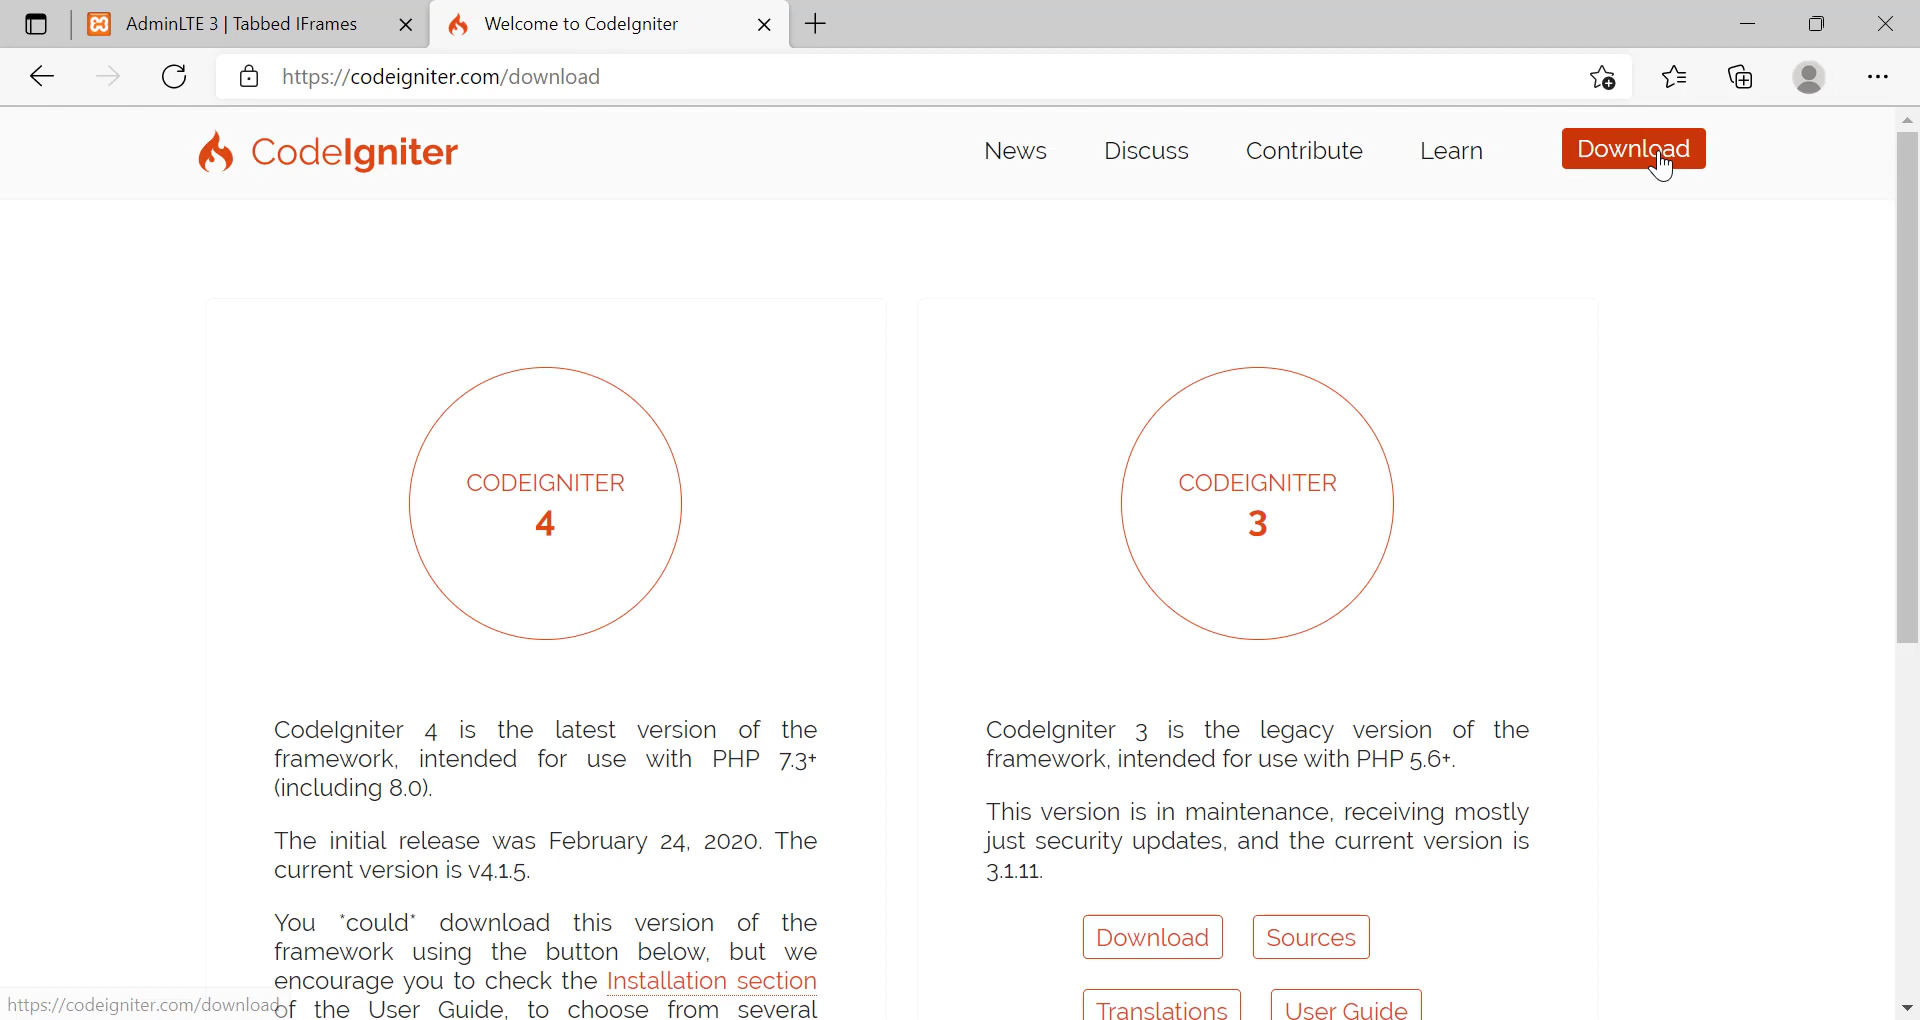 AdminLTE 3 | Tabbed IFrames
Welcome to CodeIgniter
https://codeigniter.com/download
CodeIgniter
News Discuss Contribute Learn Download
CODEIGNITER
4
CodeIgniter 4 is the latest version of the
framework, intended for use with PHP 7.3+
(including 8.0).
The initial release was February 24, 2020. The
current version is v4.1.5.
You *could* download this version of the
framework using the button below, but we
encourage you to check the Installation section
of the User Guide, to choose from several
CODEIGNITER
3
CodeIgniter 3 is the legacy version of the
framework, intended for use with PHP 5.6+.
This version is in maintenance, receiving mostly
just security updates, and the current version is
3.1.11.
Download Sources
Translations User Guide
https://codeigniter.com/download